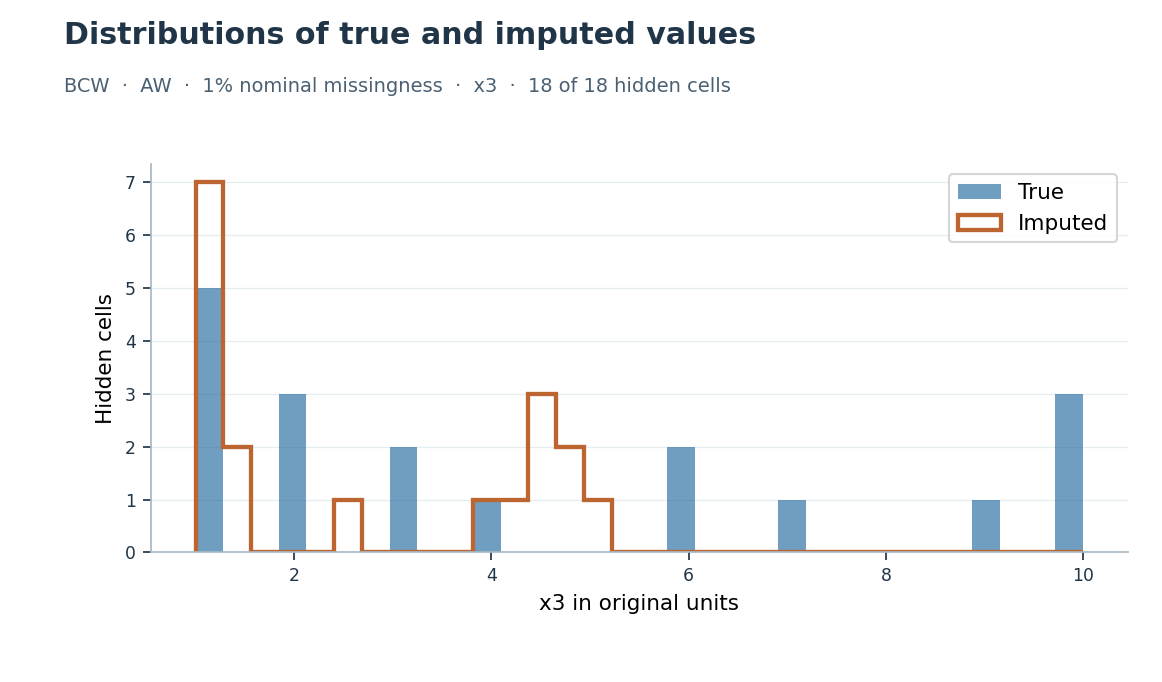 Distributions of true and imputed values
BCW · AW · 1% nominal missingness · x3 · 18 of 18 hidden cells
True
Imputed
Hidden cells
7
6
5
4
3
2
1
0
2 4 6 8 10
x3 in original units